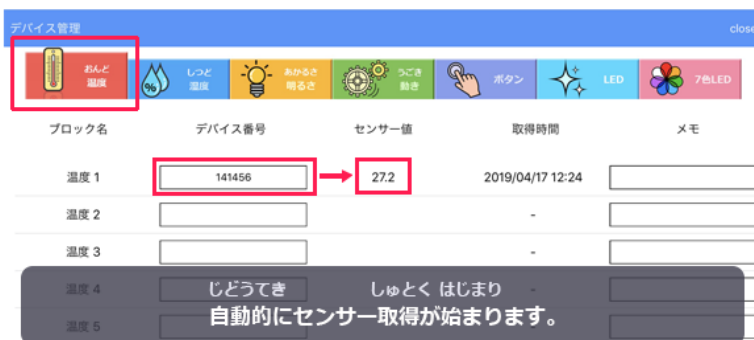 デバイス管理 close
おんど しつど あかるさ うごき
温度 湿度 明るさ 動き ボタン LED 7色LED
%
ブロック名 デバイス番号 センサー値 取得時間 メモ
温度 1 141456 27.2 2019/04/17 12:24
温度 2 -
温度 3 -
温度 4 -
じどうてき しゅとく はじまり
自動的にセンサー取得が始まります。
温度 5